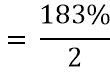 = 183%
2